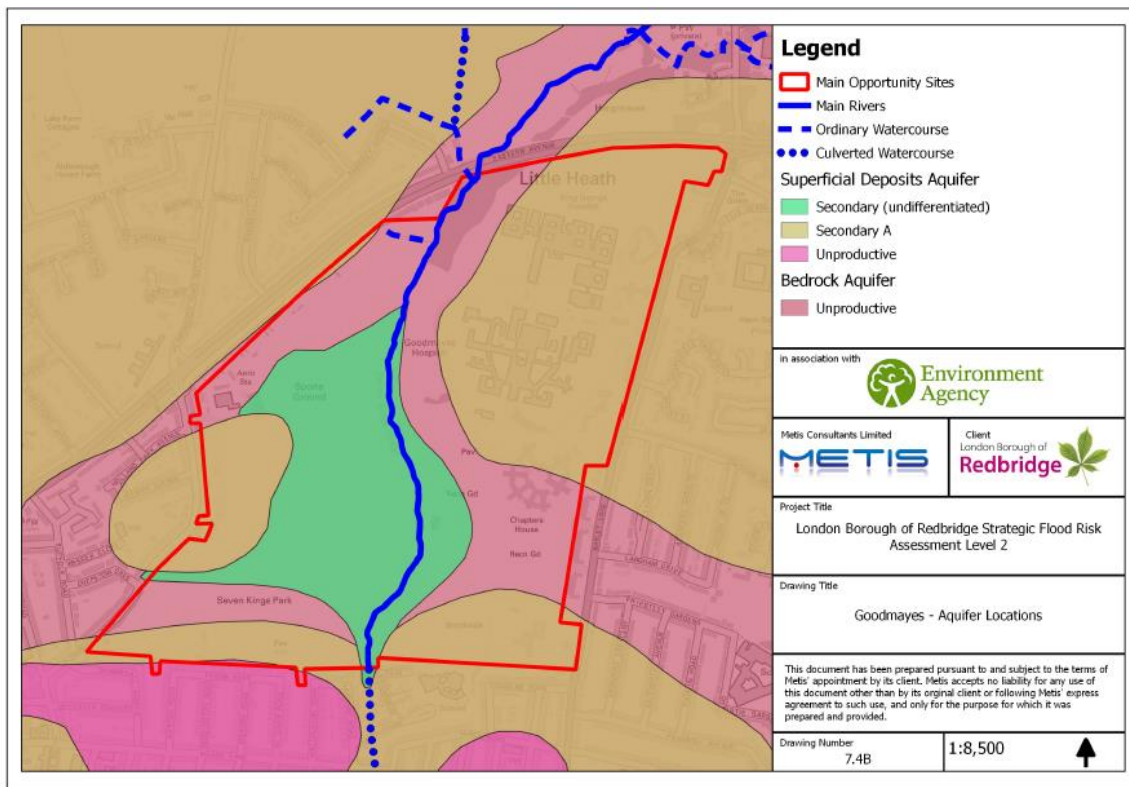 Little Heath
Goodmayes
Hospital
Sports
Ground
Seven Kings Park
Chapters
House
Recn Gd
Legend
Main Opportunity Sites
Main Rivers
Ordinary Watercourse
Culverted Watercourse
Superficial Deposits Aquifer
Secondary (undifferentiated)
Secondary A
Unproductive
Bedrock Aquifer
Unproductive
in association with
Environment
Agency
Metis Consultants Limited
METIS
Client
London Borough of
Redbridge
Project Title
London Borough of Redbridge Strategic Flood Risk
Assessment Level 2
Drawing Title
Goodmayes - Aquifer Locations
This document has been prepared pursuant to and subject to the terms of
Metis' appointment by its client. Metis accepts no liability for any use of
this document other than by its orginal client or following Metis' express
agreement to such use, and only for the purpose for which it was
prepared and provided.
Drawing Number
7.4B
1:8,500